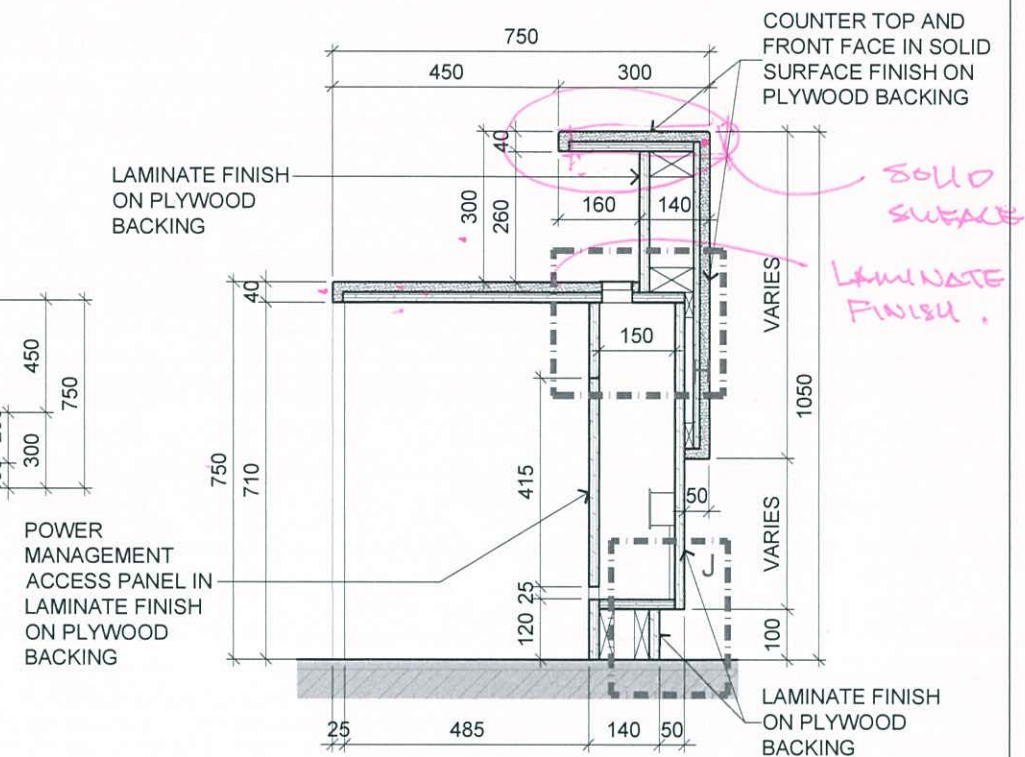 COUNTER TOP AND
FRONT FACE IN SOLID
SURFACE FINISH ON
PLYWOOD BACKING
750
450
300
LAMINATE FINISH
ON PLYWOOD
BACKING
40
300
260
160
140
SOLID
SURFACE
LAMINATE
FINISH.
VARIES
40
150
1050
450
750
300
750
710
415
50
VARIES
J
POWER
MANAGEMENT
ACCESS PANEL IN
LAMINATE FINISH
ON PLYWOOD
BACKING
25
120
100
LAMINATE FINISH
ON PLYWOOD
BACKING
25
485
140
50